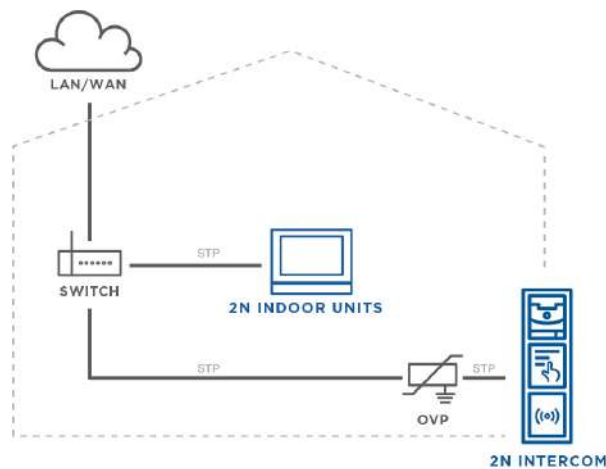 LAN/WAN
STP
SWITCH
2N INDOOR UNITS
STP
STP
OVP
2N INTERCOM